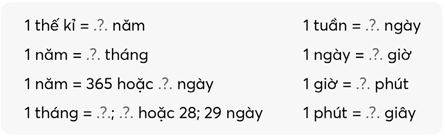 1 thế kỉ = .?. năm
1 năm = .?. tháng
1 năm = 365 hoặc .?. ngày
1 tháng = .?.; .?. hoặc 28; 29 ngày
1 tuần = .?. ngày
1 ngày = .?. giờ
1 giờ = .?. phút
1 phút = .?. giây